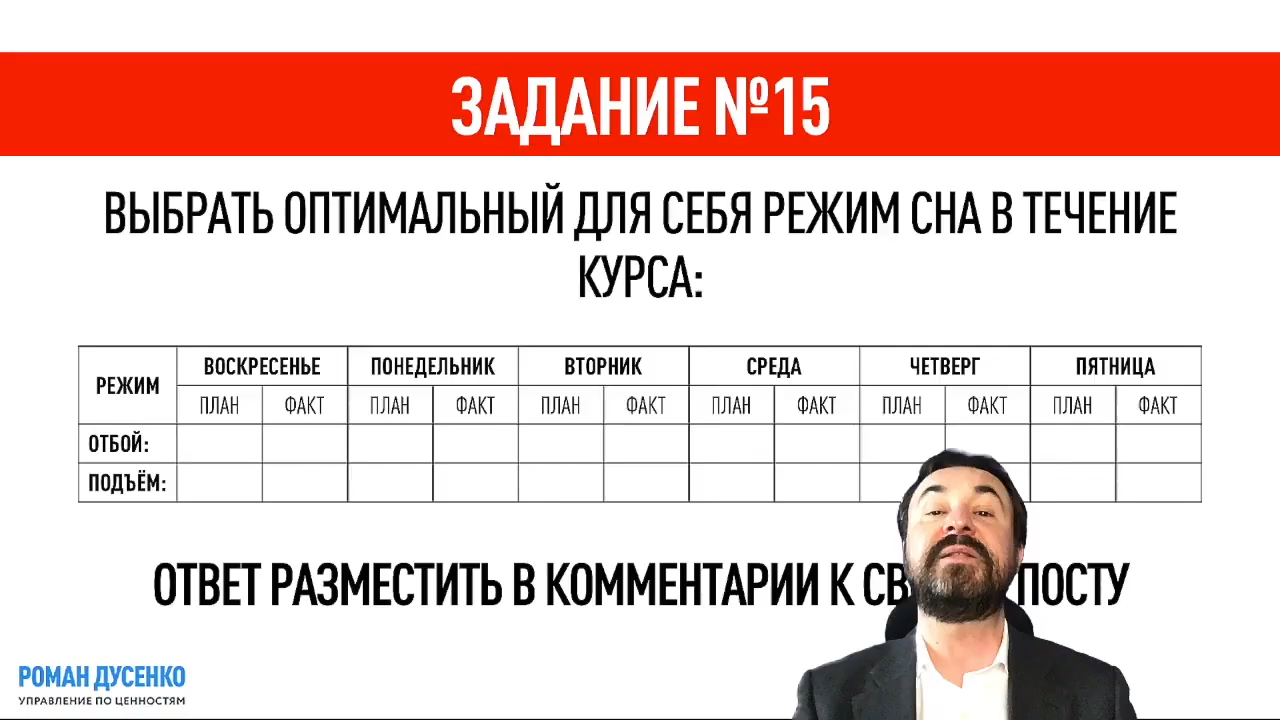 ЗАДАНИЕ №15
ВЫБРАТЬ ОПТИМАЛЬНЫЙ ДЛЯ СЕБЯ РЕЖИМ СНА В ТЕЧЕНИЕ
КУРСА:
РЕЖИМ ВОСКРЕСЕНЬЕ ПОНЕДЕЛЬНИК ВТОРНИК СРЕДА ЧЕТВЕРГ ПЯТНИЦА
ПЛАН ФАКТ ПЛАН ФАКТ ПЛАН ФАКТ ПЛАН ФАКТ ПЛАН ФАКТ ПЛАН ФАКТ
ОТБОЙ:
ПОДЪЁМ:
ОТВЕТ РАЗМЕСТИТЬ В КОММЕНТАРИИ К ПОСТУ
РОМАН ДУСЕНКО
УПРАВЛЕНИЕ ПО ЦЕННОСТЯМ